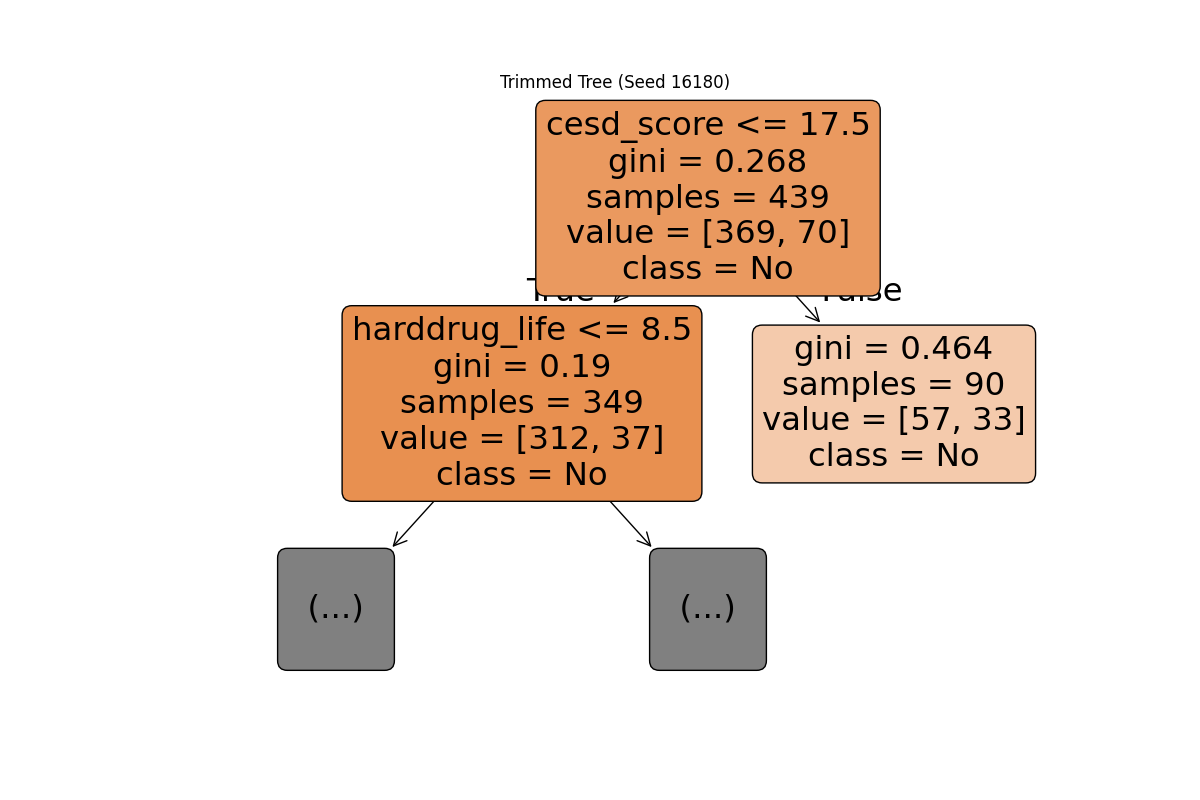 Trimmed Tree (Seed 16180)
cesd_score <= 17.5
gini = 0.268
samples = 439
value = [369, 70]
class = No
True
False
harddrug_life <= 8.5
gini = 0.19
samples = 349
value = [312, 37]
class = No
gini = 0.464
samples = 90
value = [57, 33]
class = No
(...)
(...)